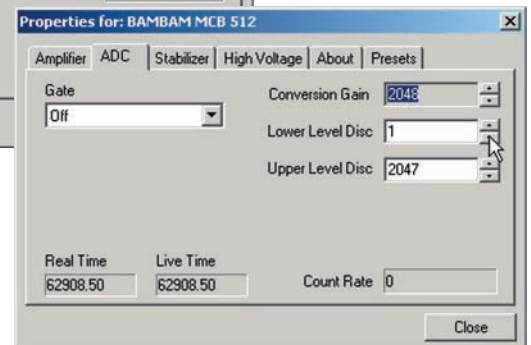 Properties for: BAMBAM MCB 512
Amplifier ADC Stabilizer High Voltage About Presets
Gate
Off
Conversion Gain 2048
Lower Level Disc 1
Upper Level Disc 2047
Real Time Live Time
62908.50 62908.50 Count Rate 0
Close